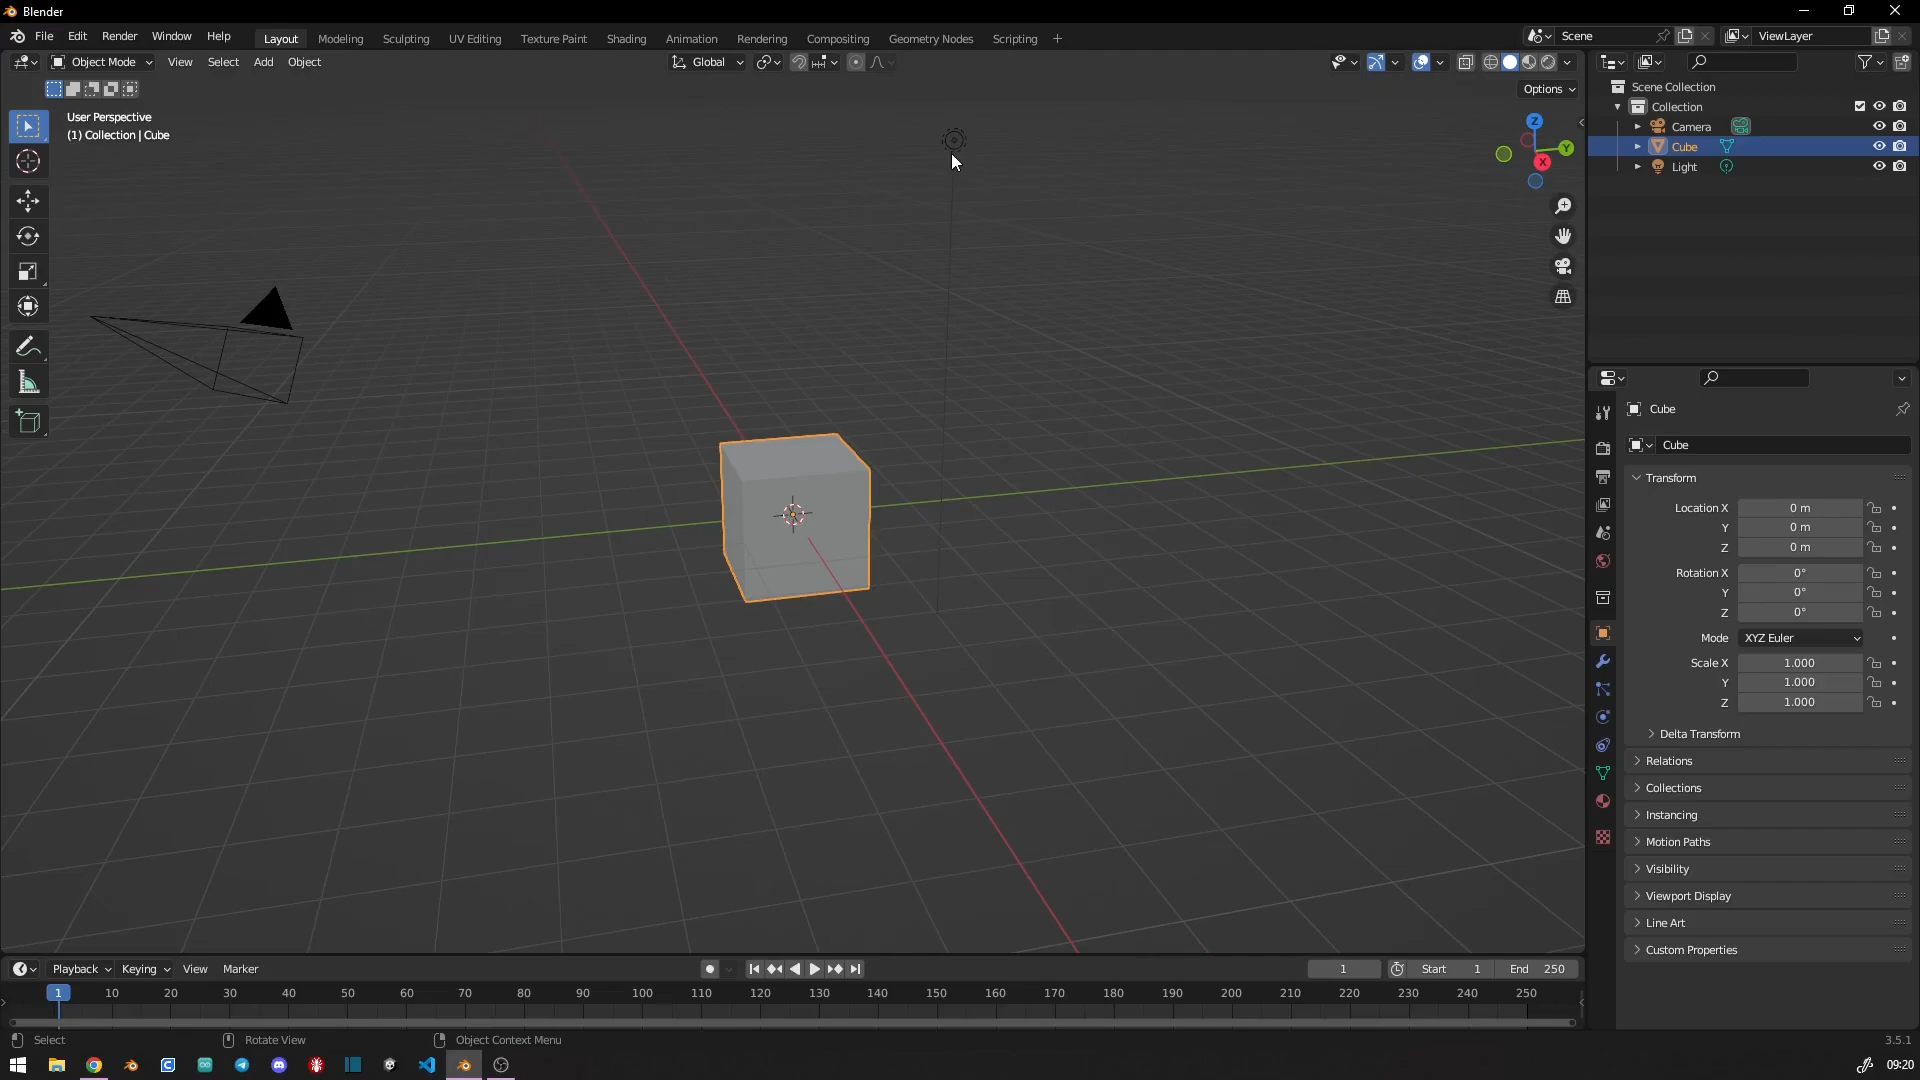 Blender
File Edit Render Window Help Layout Modeling Sculpting UV Editing Texture Paint Shading Animation Rendering Compositing Geometry Nodes Scripting + Scene ViewLayer
Object Mode View Select Add Object Global
Options
User Perspective
(1) Collection | Cube
Z
Y
X
Scene Collection
Collection
Camera
Cube
Light
Cube
Cube
Transform
Location X 0 m
Y 0 m
Z 0 m
Rotation X 0°
Y 0°
Z 0°
Mode XYZ Euler
Scale X 1.000
Y 1.000
Z 1.000
Delta Transform
Relations
Collections
Instancing
Motion Paths
Visibility
Viewport Display
Line Art
Custom Properties
Playback Keying View Marker 1 Start 1 End 250
1 10 20 30 40 50 60 70 80 90 100 110 120 130 140 150 160 170 180 190 200 210 220 230 240 250
Select Rotate View Object Context Menu 3.5.1
09:20